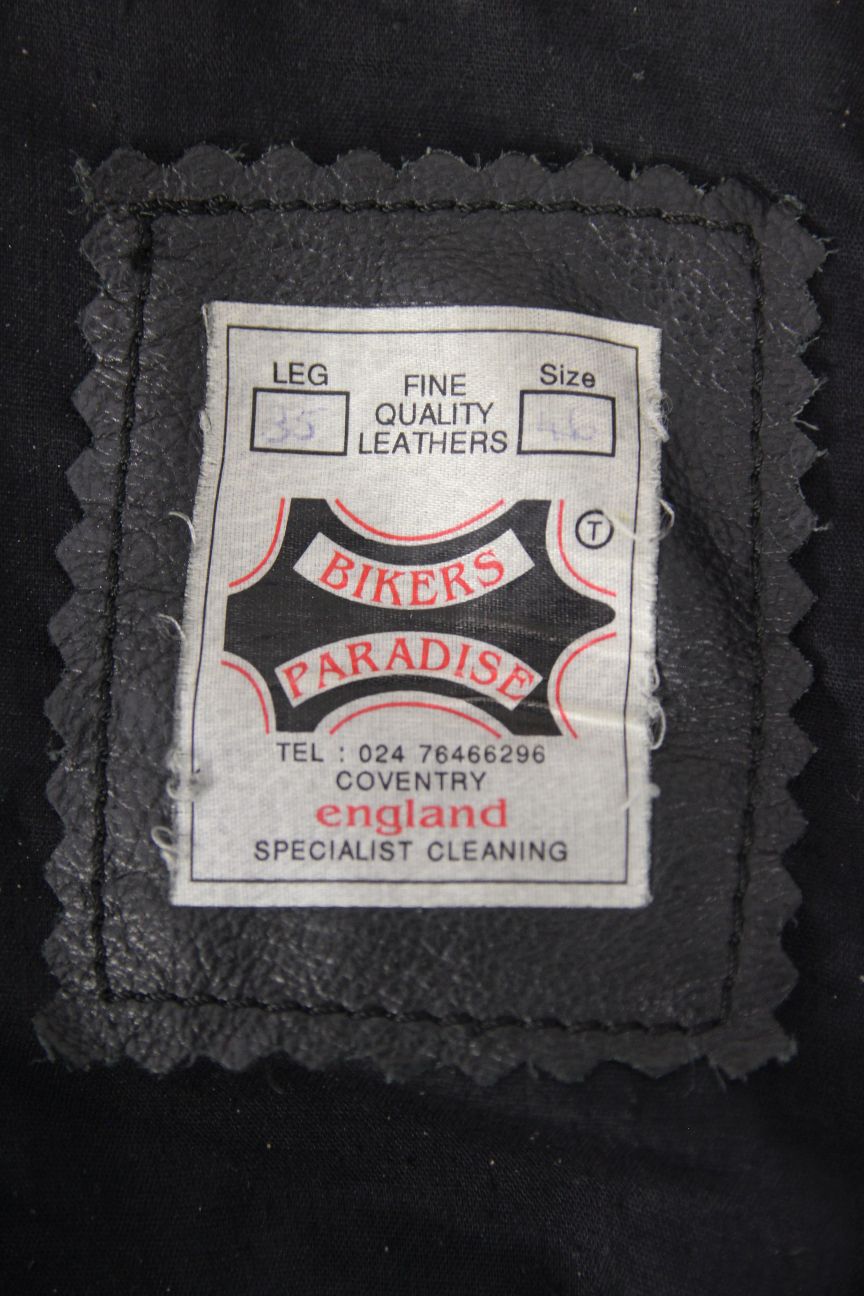 LEG
35
FINE
QUALITY
LEATHERS
Size
46
T
BIKERS
PARADISE
TEL : 024 76466296
COVENTRY
england
SPECIALIST CLEANING